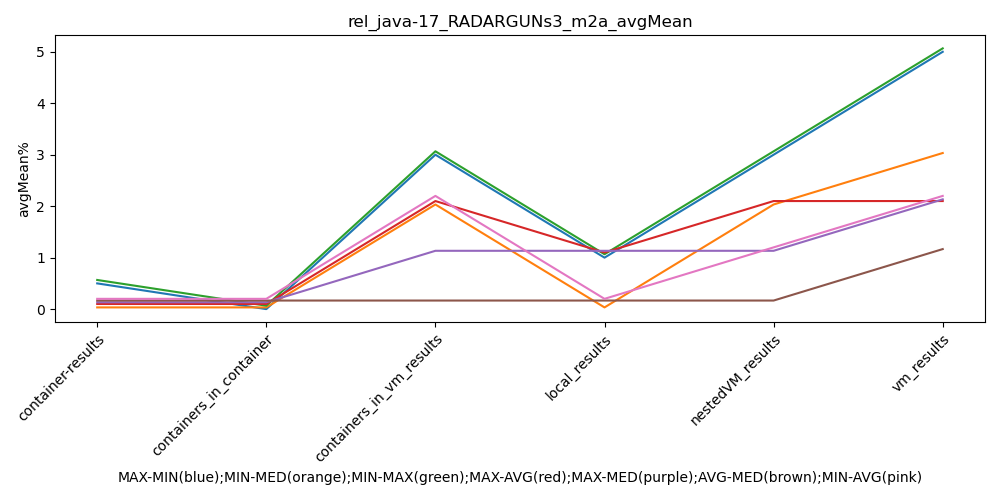 rel_java-17_RADARGUNs3_m2a_avgMean
avgMean%
5
4
3
2
1
0
container-results
containers_in_container
containers_in_vm_results
local_results
nestedVM_results
vm_results
MAX-MIN(blue);MIN-MED(orange);MIN-MAX(green);MAX-AVG(red);MAX-MED(purple);AVG-MED(brown);MIN-AVG(pink)